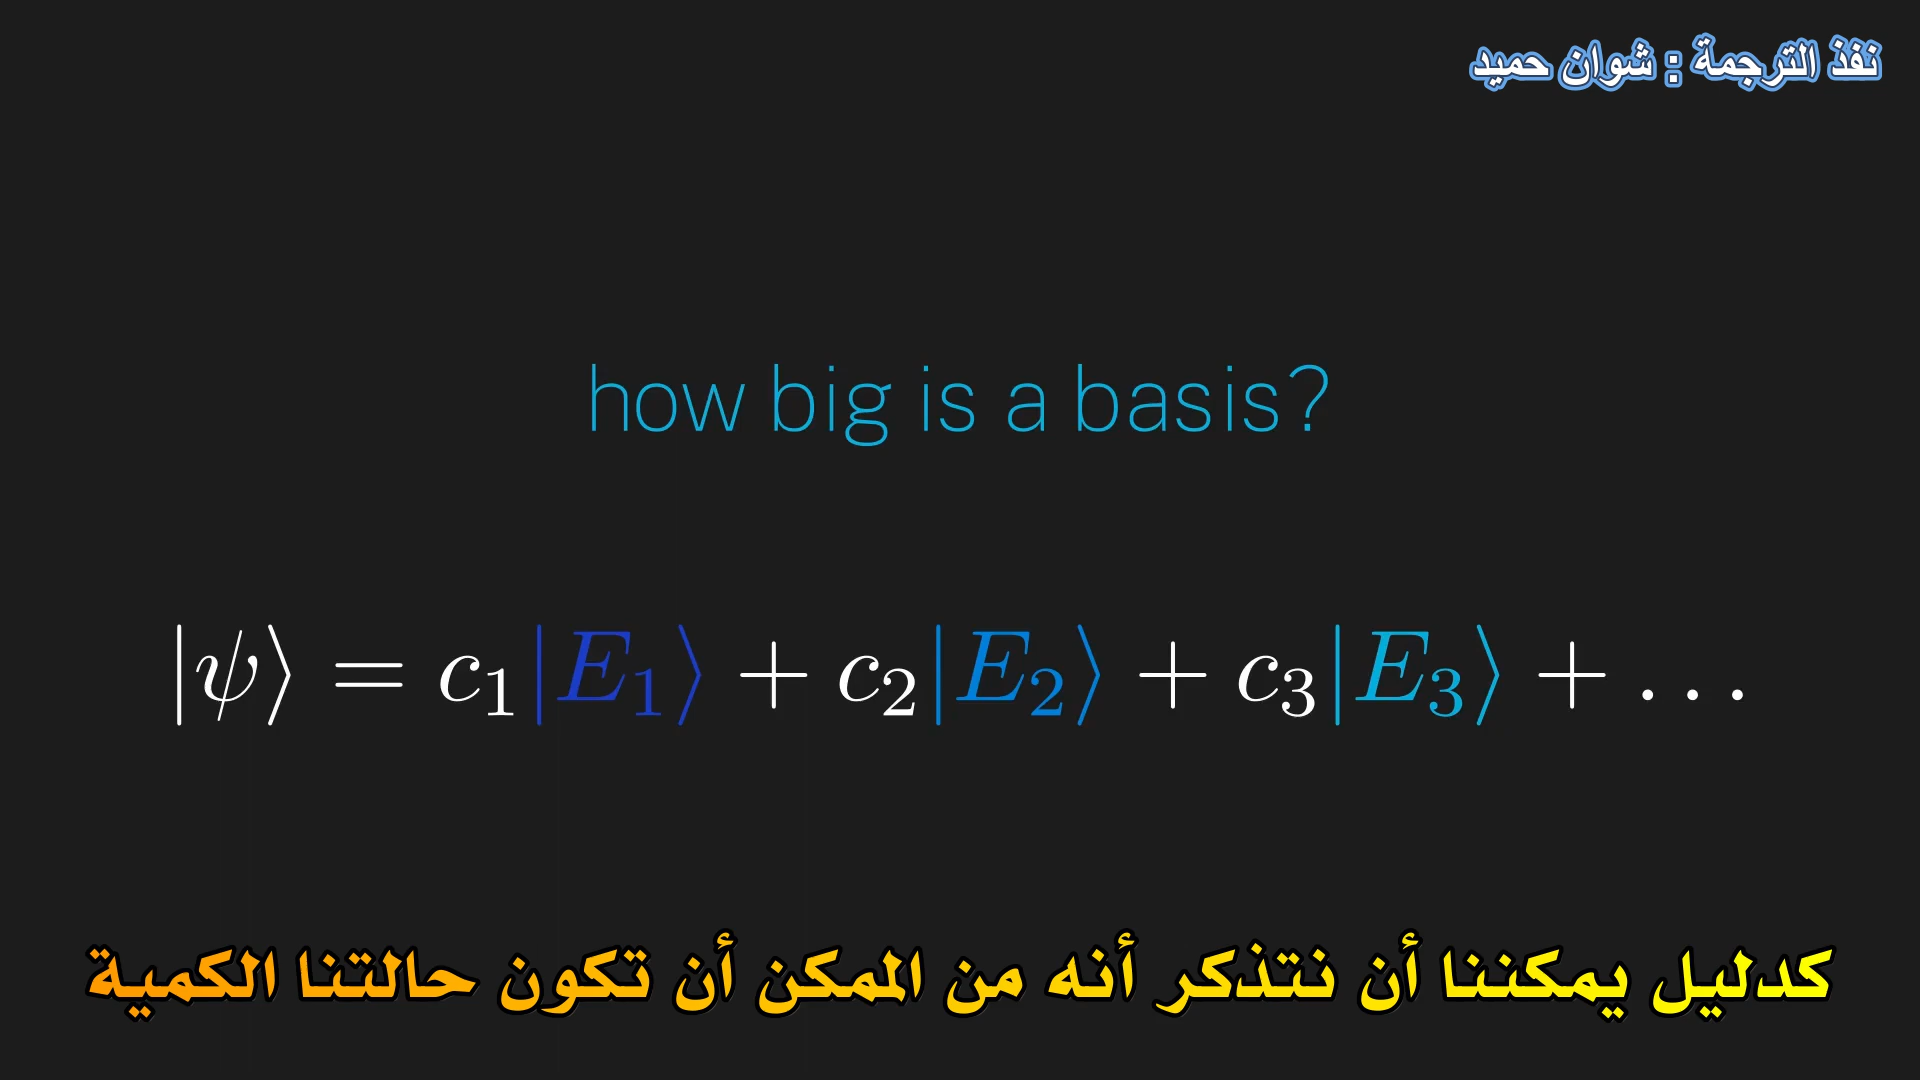 نفذ الترجمة : شوان حميد
how big is a basis?
|ψ⟩ = c₁|E₁⟩ + c₂|E₂⟩ + c₃|E₃⟩ + ...
كدليل يمكننا أن نتذكر أنه من الممكن أن تكون حالتنا الكمية